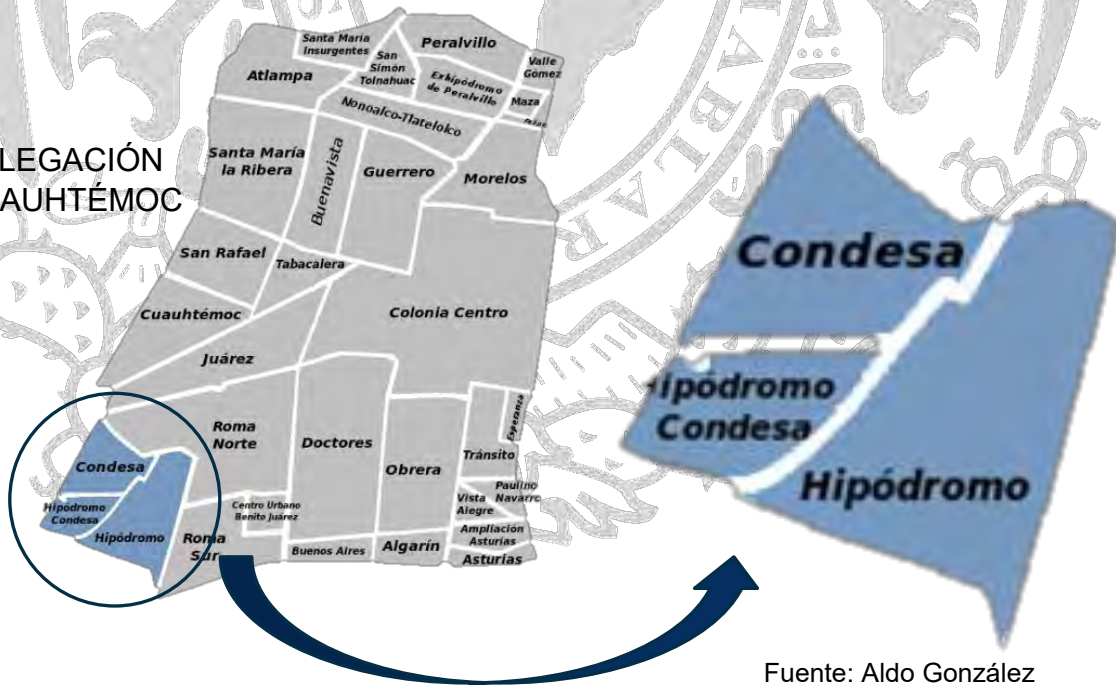 LEGACIÓN
AUHTÉMOC
Santa María
Insurgentes
Peralvillo
San
Simón
Tolnahuac
Valle
Gómez
Atlampa
Exhipódromo
de Peralvillo
Maza
Nonoalco-Tlatelolco
Santa María
la Ribera
Buenavista
Guerrero
Morelos
San Rafael
Tabacalera
Cuauhtémoc
Colonia Centro
Juárez
Esperanza
Roma
Norte
Doctores
Obrera
Tránsito
Condesa
Paulino
Navarro
Vista
Alegre
Hipódromo
Condesa
Centro Urbano
Benito Juárez
Hipódromo
Roma
Sur
Ampliación
Asturias
Buenos Aires
Algarín
Asturías
Condesa
ipódromo
Condesa
Hipódromo
ABLAR
Fuente: Aldo González